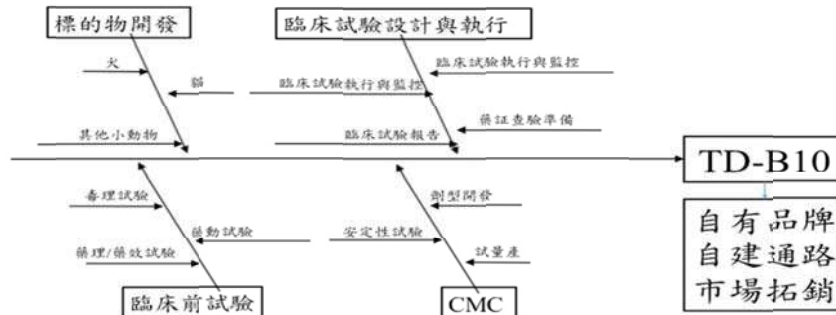 標的物開發
臨床試驗設計與執行
火
貓
臨床試驗執行與監控
臨床試驗執行與監控
其他小動物
臨床試驗報告
藥証查驗準備
TD-B10
自有品牌
自建通路
市場拓銷
毒理試驗
藥動試驗
藥理/藥效試驗
劑型開發
安定性試驗
試量產
臨床前試驗
CMC